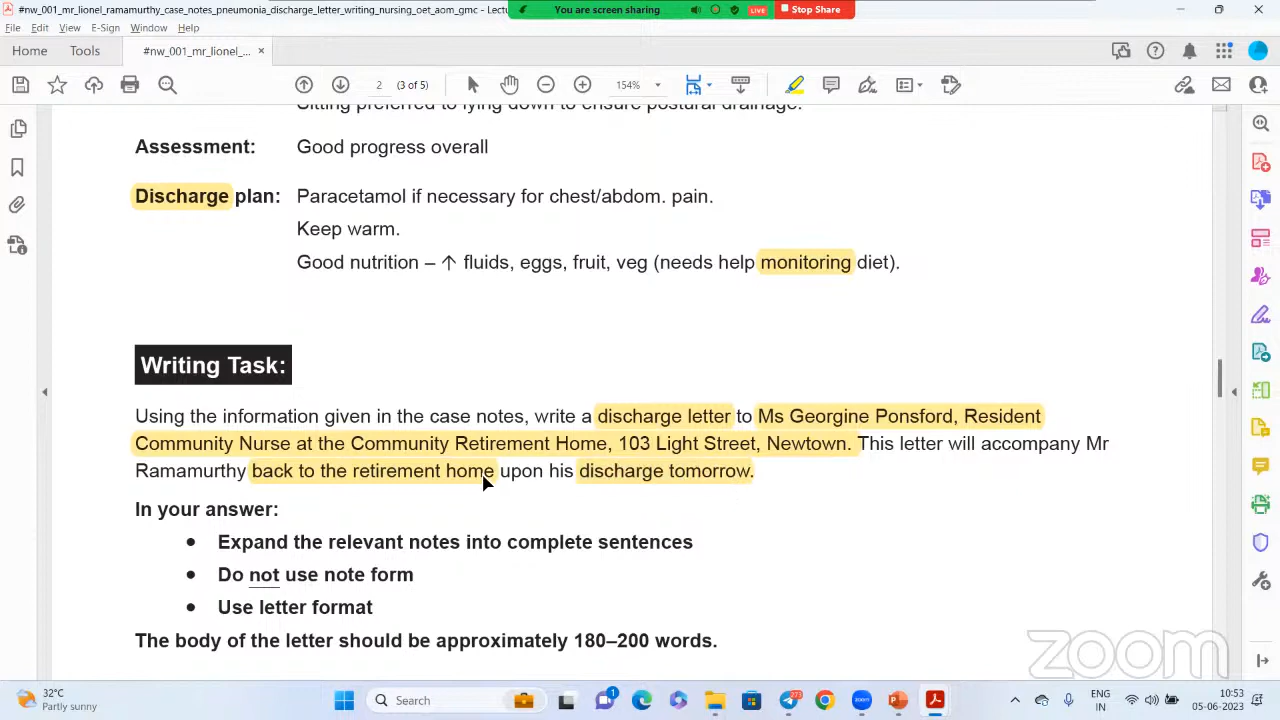 #nw_001_mr_lionel_ramamurthy_case_notes_pneumonia_discharge_letter_writing_nursing_oet_aom_gmc - Lectu
You are screen sharing
LIVE
Stop Share
File Edit View E-Sign Window Help
Home Tools #nw_001_mr_lionel_... ×
2 (3 of 5) 154%
Sitting preferred to lying down to ensure postural drainage.
Assessment: Good progress overall
Discharge plan: Paracetamol if necessary for chest/abdom. pain.
Keep warm.
Good nutrition – ↑ fluids, eggs, fruit, veg (needs help monitoring diet).
Writing Task:
Using the information given in the case notes, write a discharge letter to Ms Georgine Ponsford, Resident
Community Nurse at the Community Retirement Home, 103 Light Street, Newtown. This letter will accompany Mr
Ramamurthy back to the retirement home upon his discharge tomorrow.
In your answer:
● Expand the relevant notes into complete sentences
● Do not use note form
● Use letter format
The body of the letter should be approximately 180–200 words.
zoom
32°C
Partly sunny
Search
1
273
ENG
IN
10:53
05-06-2023